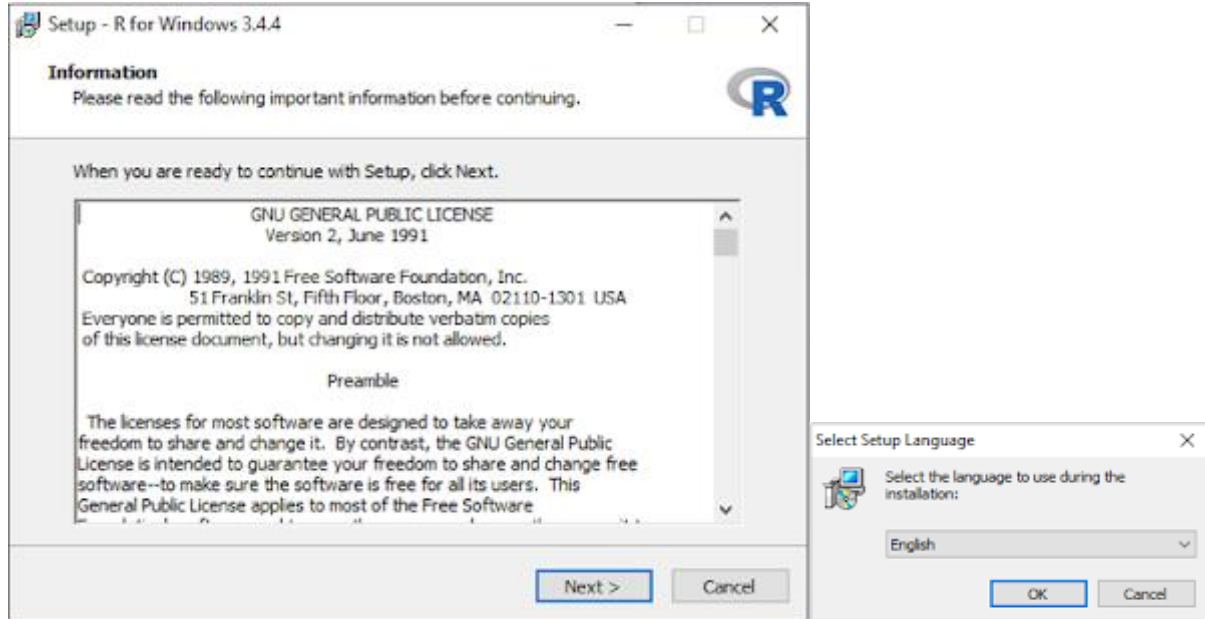 Setup - R for Windows 3.4.4
Information
Please read the following important information before continuing.
R
When you are ready to continue with Setup, click Next.
GNU GENERAL PUBLIC LICENSE
Version 2, June 1991
Copyright (C) 1989, 1991 Free Software Foundation, Inc.
51 Franklin St, Fifth Floor, Boston, MA 02110-1301 USA
Everyone is permitted to copy and distribute verbatim copies
of this license document, but changing it is not allowed.
Preamble
The licenses for most software are designed to take away your
freedom to share and change it. By contrast, the GNU General Public
License is intended to guarantee your freedom to share and change free
software--to make sure the software is free for all its users. This
General Public License applies to most of the Free Software
Next >
Cancel
Select Setup Language
Select the language to use during the
installation:
English
OK
Cancel